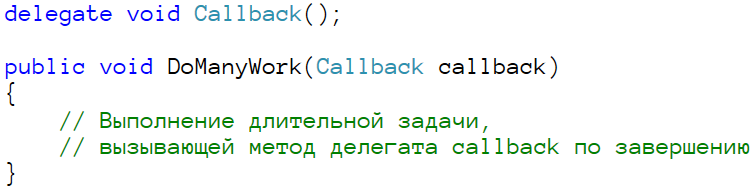 delegate void Callback();
public void DoManyWork(Callback callback)
{
// Выполнение длительной задачи,
// вызывающей метод делегата callback по завершению
}